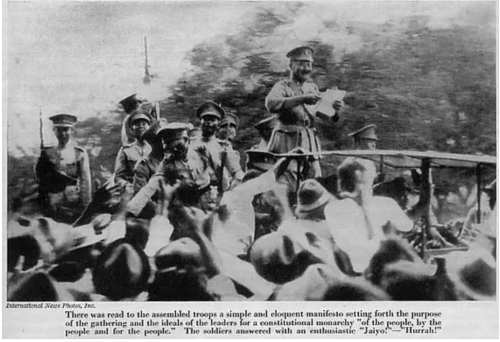 International News Photos, Inc.
There was read to the assembled troops a simple and eloquent manifesto setting forth the purpose
of the gathering and the ideals of the leaders for a constitutional monarchy "of the people, by the
people and for the people." The soldiers answered with an enthusiastic "Jaiyo!"—"Hurrah!"